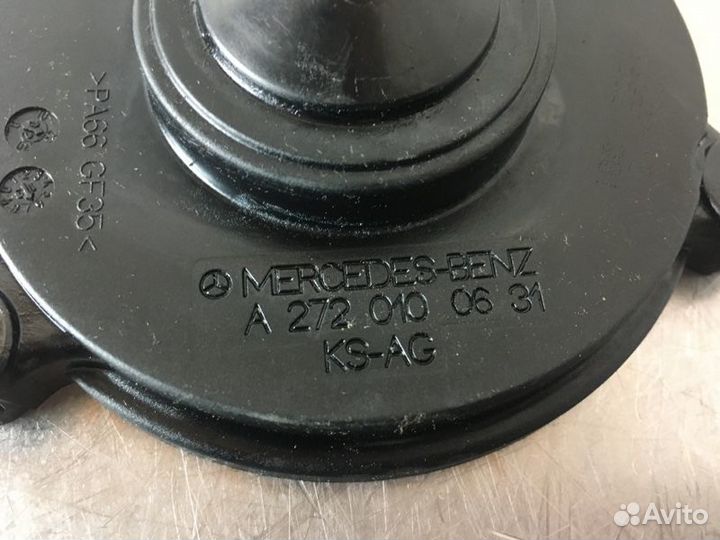 >PA66 GF35<
MERCEDES-BENZ
A 272 010 06 31
KS-AG
Avito